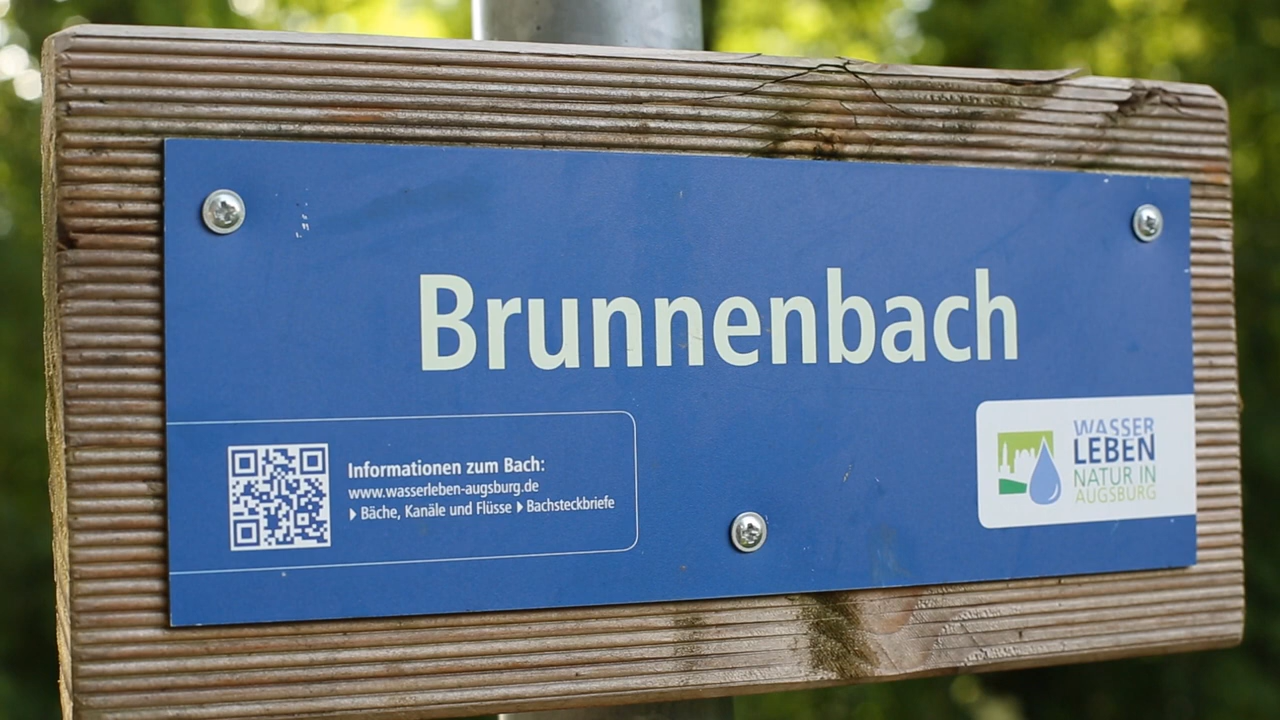 Brunnenbach
Informationen zum Bach:
www.wasserleben-augsburg.de
Bäche, Kanäle und Flüsse Bachsteckbriefe
WASSER
LEBEN
NATUR IN
AUGSBURG